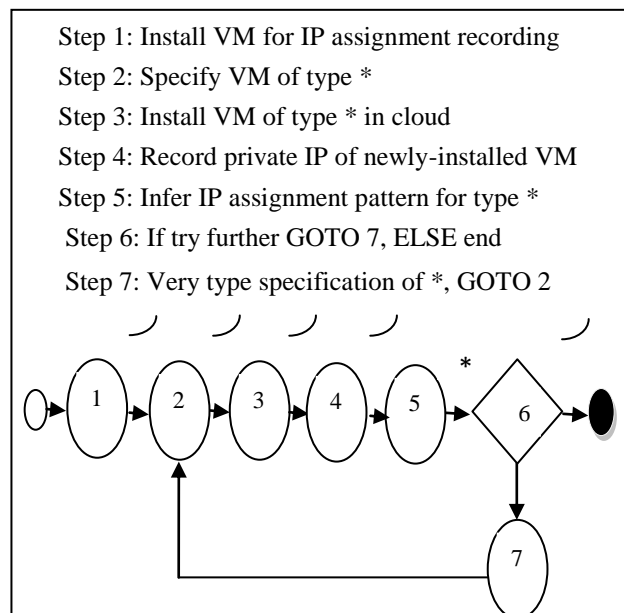 Step 1: Install VM for IP assignment recording
Step 2: Specify VM of type *
Step 3: Install VM of type * in cloud
Step 4: Record private IP of newly-installed VM
Step 5: Infer IP assignment pattern for type *
Step 6: If try further GOTO 7, ELSE end
Step 7: Very type specification of *, GOTO 2
*
1 2 3 4 5 6
7